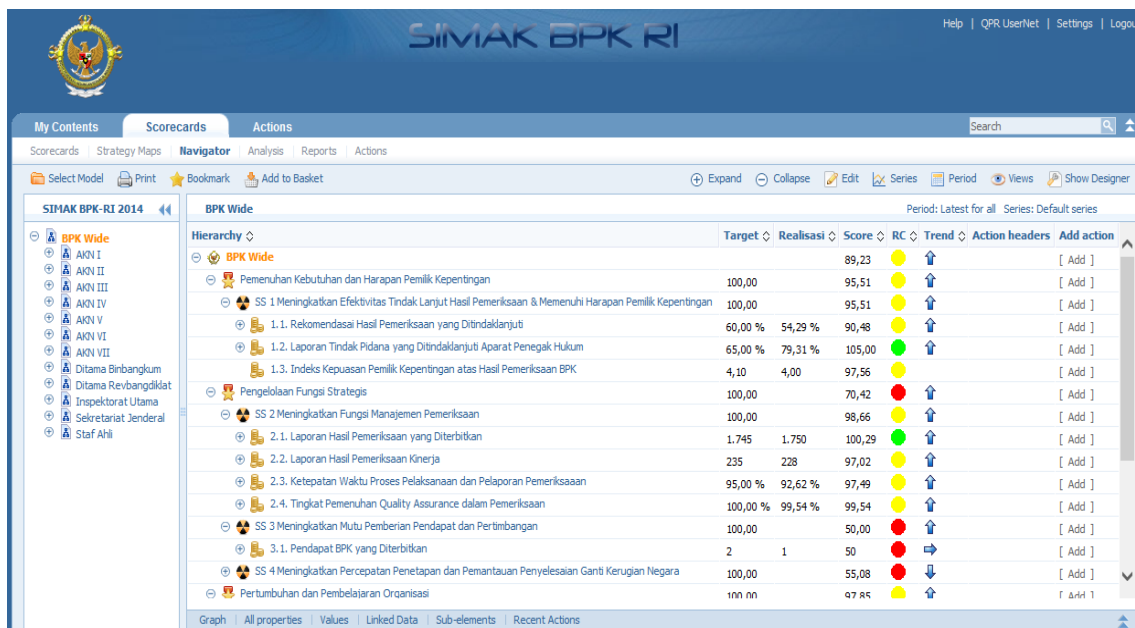 SIMAK BPK RI
Help | QPR UserNet | Settings | Logou
My Contents Scorecards Actions Search
Scorecards | Strategy Maps | Navigator | Analysis | Reports | Actions
Select Model Print Bookmark Add to Basket Expand Collapse Edit Series Period Views Show Designer
SIMAK BPK-RI 2014
BPK Wide
AKN I
AKN II
AKN III
AKN IV
AKN V
AKN VI
AKN VII
Ditama Binbangkum
Ditama Revbangdiklat
Inspektorat Utama
Sekretariat Jenderal
Staf Ahli
BPK Wide Period: Latest for all Series: Default series
Hierarchy Target Realisasi Score RC Trend Action headers Add action
BPK Wide 89,23 [ Add ]
Pemenuhan Kebutuhan dan Harapan Pemilik Kepentingan 100,00 95,51 [ Add ]
SS 1 Meningkatkan Efektivitas Tindak Lanjut Hasil Pemeriksaan & Memenuhi Harapan Pemilik Kepentingan 100,00 95,51 [ Add ]
1.1. Rekomendasai Hasil Pemeriksaan yang Ditindaklanjuti 60,00 % 54,29 % 90,48 [ Add ]
1.2. Laporan Tindak Pidana yang Ditindaklanjuti Aparat Penegak Hukum 65,00 % 79,31 % 105,00 [ Add ]
1.3. Indeks Kepuasan Pemilik Kepentingan atas Hasil Pemeriksaan BPK 4,10 4,00 97,56 [ Add ]
Pengelolaan Fungsi Strategis 100,00 70,42 [ Add ]
SS 2 Meningkatkan Fungsi Manajemen Pemeriksaan 100,00 98,66 [ Add ]
2.1. Laporan Hasil Pemeriksaan yang Diterbitkan 1.745 1.750 100,29 [ Add ]
2.2. Laporan Hasil Pemeriksaan Kinerja 235 228 97,02 [ Add ]
2.3. Ketepatan Waktu Proses Pelaksanaan dan Pelaporan Pemeriksaaan 95,00 % 92,62 % 97,49 [ Add ]
2.4. Tingkat Pemenuhan Quality Assurance dalam Pemeriksaan 100,00 % 99,54 % 99,54 [ Add ]
SS 3 Meningkatkan Mutu Pemberian Pendapat dan Pertimbangan 100,00 50,00 [ Add ]
3.1. Pendapat BPK yang Diterbitkan 2 1 50 [ Add ]
SS 4 Meningkatkan Percepatan Penetapan dan Pemantauan Penyelesaian Ganti Kerugian Negara 100,00 55,08 [ Add ]
Pertumbuhan dan Pembelajaran Organisasi 100,00 97,85 [ Add ]
Graph | All properties | Values | Linked Data | Sub-elements | Recent Actions